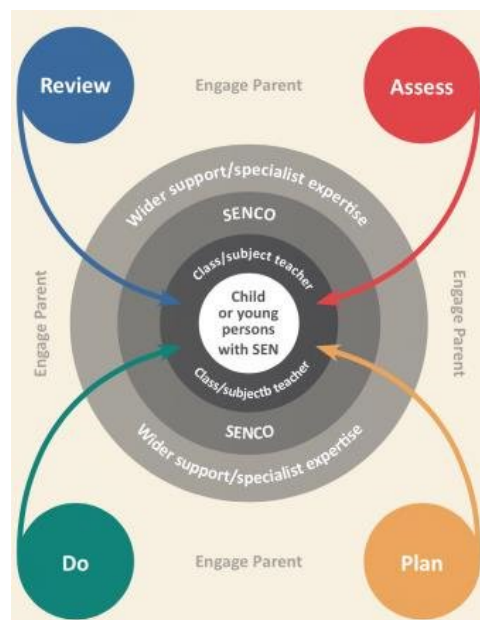 Review
Engage Parent
Assess
Wider support/specialist expertise
SENCO
Class/subject teacher
Engage Parent
Child
or young
persons
with SEN
Engage Parent
Class/subjectb teacher
SENCO
Wider support/specialist expertise
Do
Engage Parent
Plan